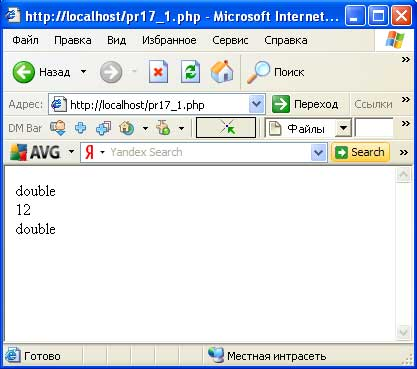 http://localhost/pr17_1.php - Microsoft Internet...
Файл Правка Вид Избранное Сервис Справка
Назад Поиск
Адрес: http://localhost/pr17_1.php Переход Ссылки
DM Bar Файлы
AVG Я Yandex Search Search
double
12
double
Готово Местная интрасеть